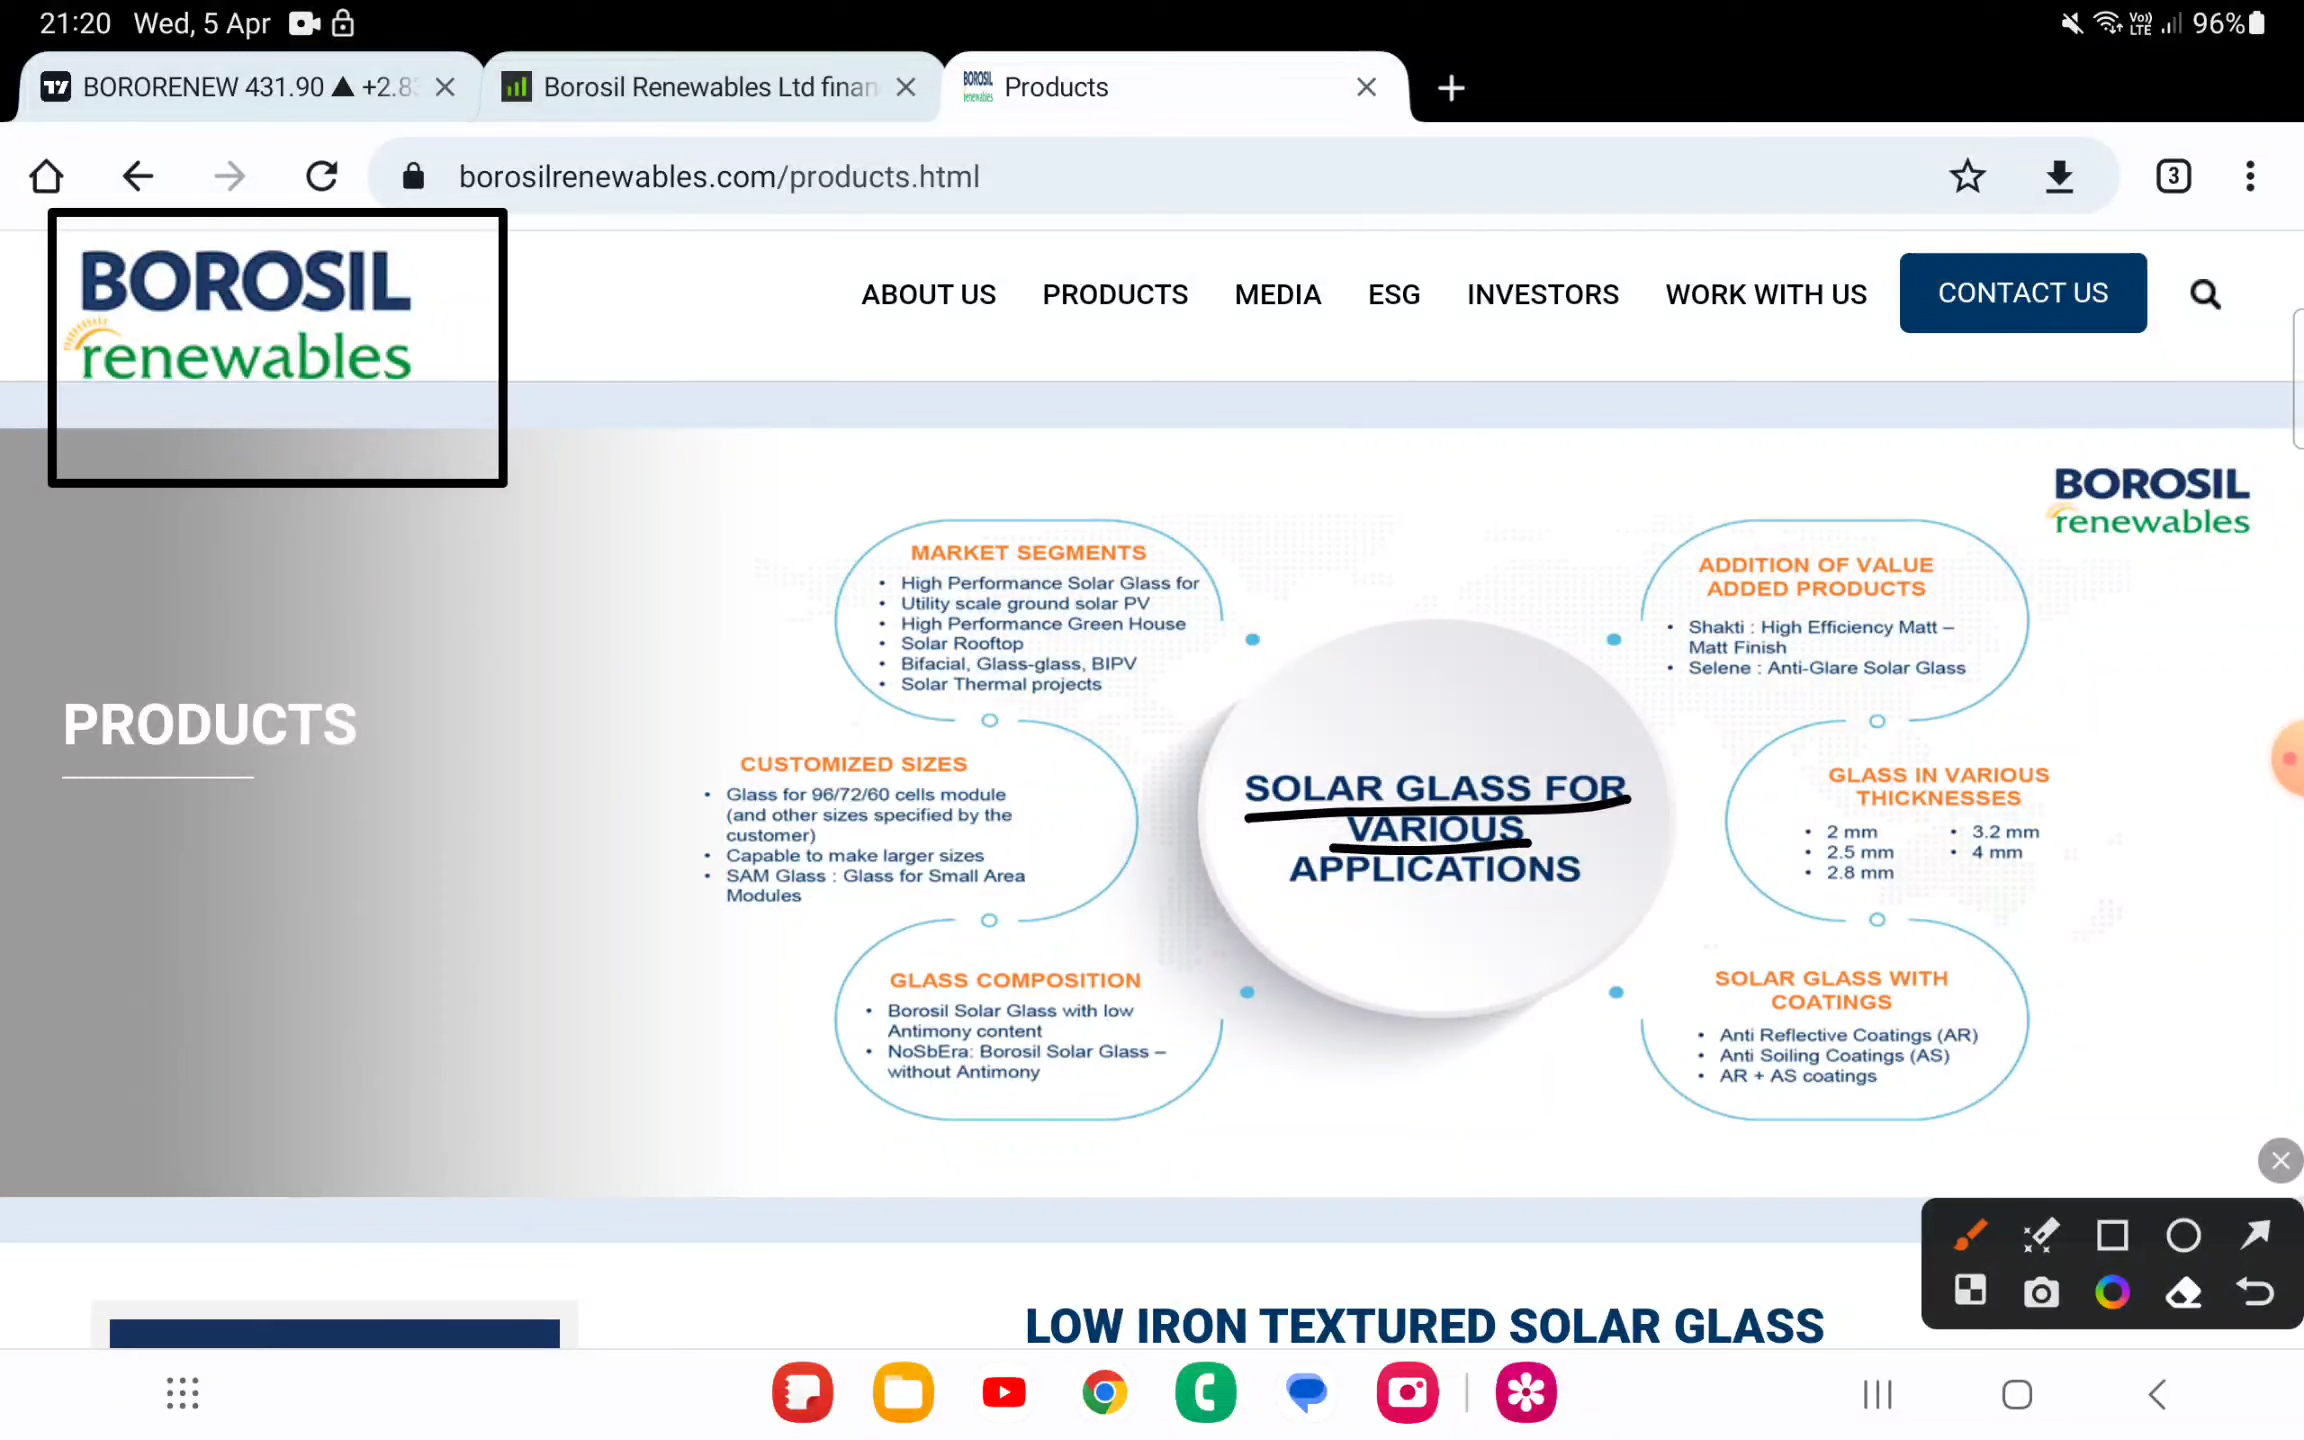 21:20 Wed, 5 Apr
Vo))
LTE
96%
BORORENEW 431.90 ▲ +2.8
Borosil Renewables Ltd finan
BOROSIL
renewables
Products
borosilrenewables.com/products.html
3
BOROSIL
renewables
ABOUT US
PRODUCTS
MEDIA
ESG
INVESTORS
WORK WITH US
CONTACT US
BOROSIL
renewables
PRODUCTS
MARKET SEGMENTS
• High Performance Solar Glass for
• Utility scale ground solar PV
• High Performance Green House
• Solar Rooftop
• Bifacial, Glass-glass, BIPV
• Solar Thermal projects
CUSTOMIZED SIZES
• Glass for 96/72/60 cells module
(and other sizes specified by the
customer)
• Capable to make larger sizes
• SAM Glass : Glass for Small Area
Modules
GLASS COMPOSITION
• Borosil Solar Glass with low
Antimony content
• NoSbEra: Borosil Solar Glass –
without Antimony
SOLAR GLASS FOR
VARIOUS
APPLICATIONS
ADDITION OF VALUE
ADDED PRODUCTS
• Shakti : High Efficiency Matt –
Matt Finish
• Selene : Anti-Glare Solar Glass
GLASS IN VARIOUS
THICKNESSES
• 2 mm
• 2.5 mm
• 2.8 mm
• 3.2 mm
• 4 mm
SOLAR GLASS WITH
COATINGS
• Anti Reflective Coatings (AR)
• Anti Soiling Coatings (AS)
• AR + AS coatings
LOW IRON TEXTURED SOLAR GLASS